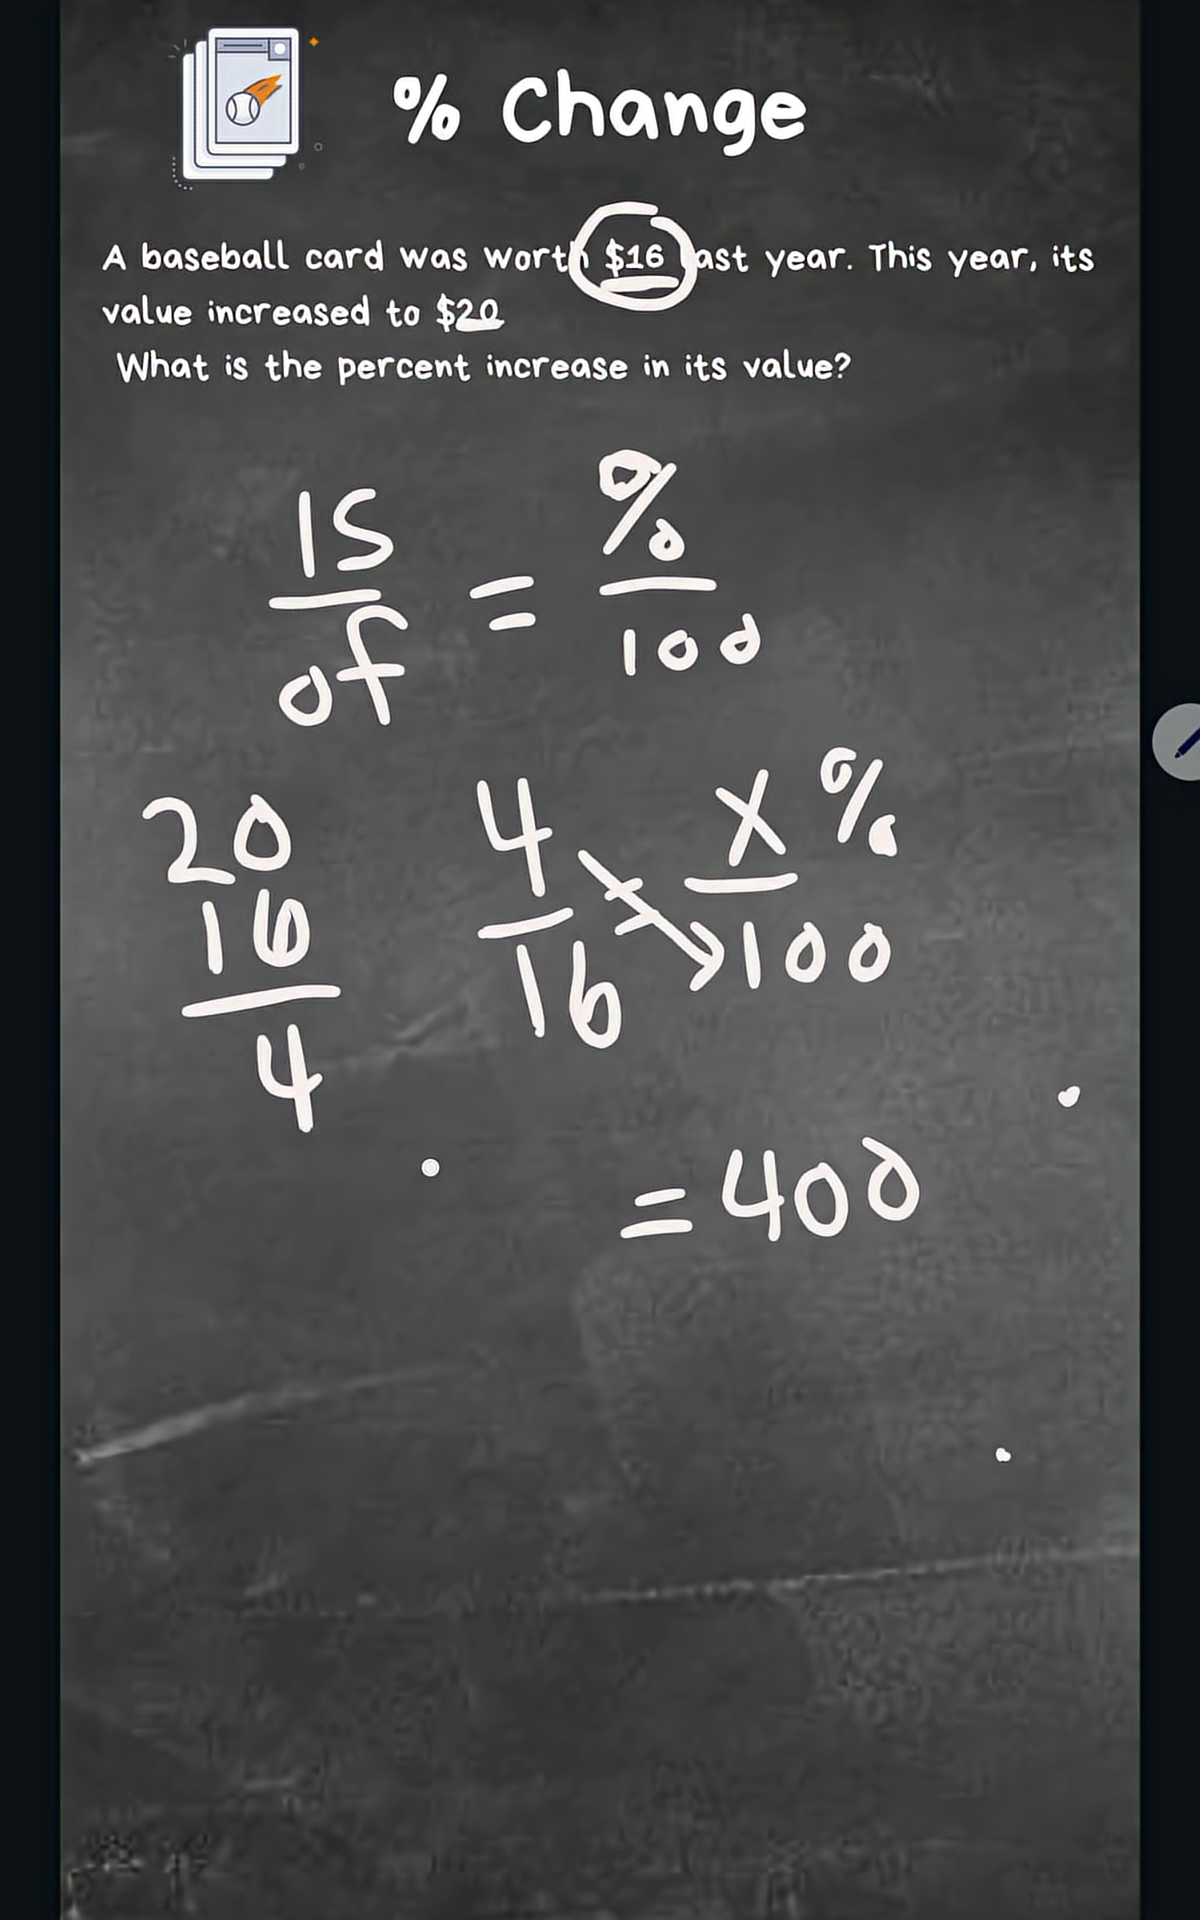 % Change
A baseball card was worth $16 last year. This year, its
value increased to $20
What is the percent increase in its value?
is = %
of 100
20 4 = x %
16 16 100
4
= 400